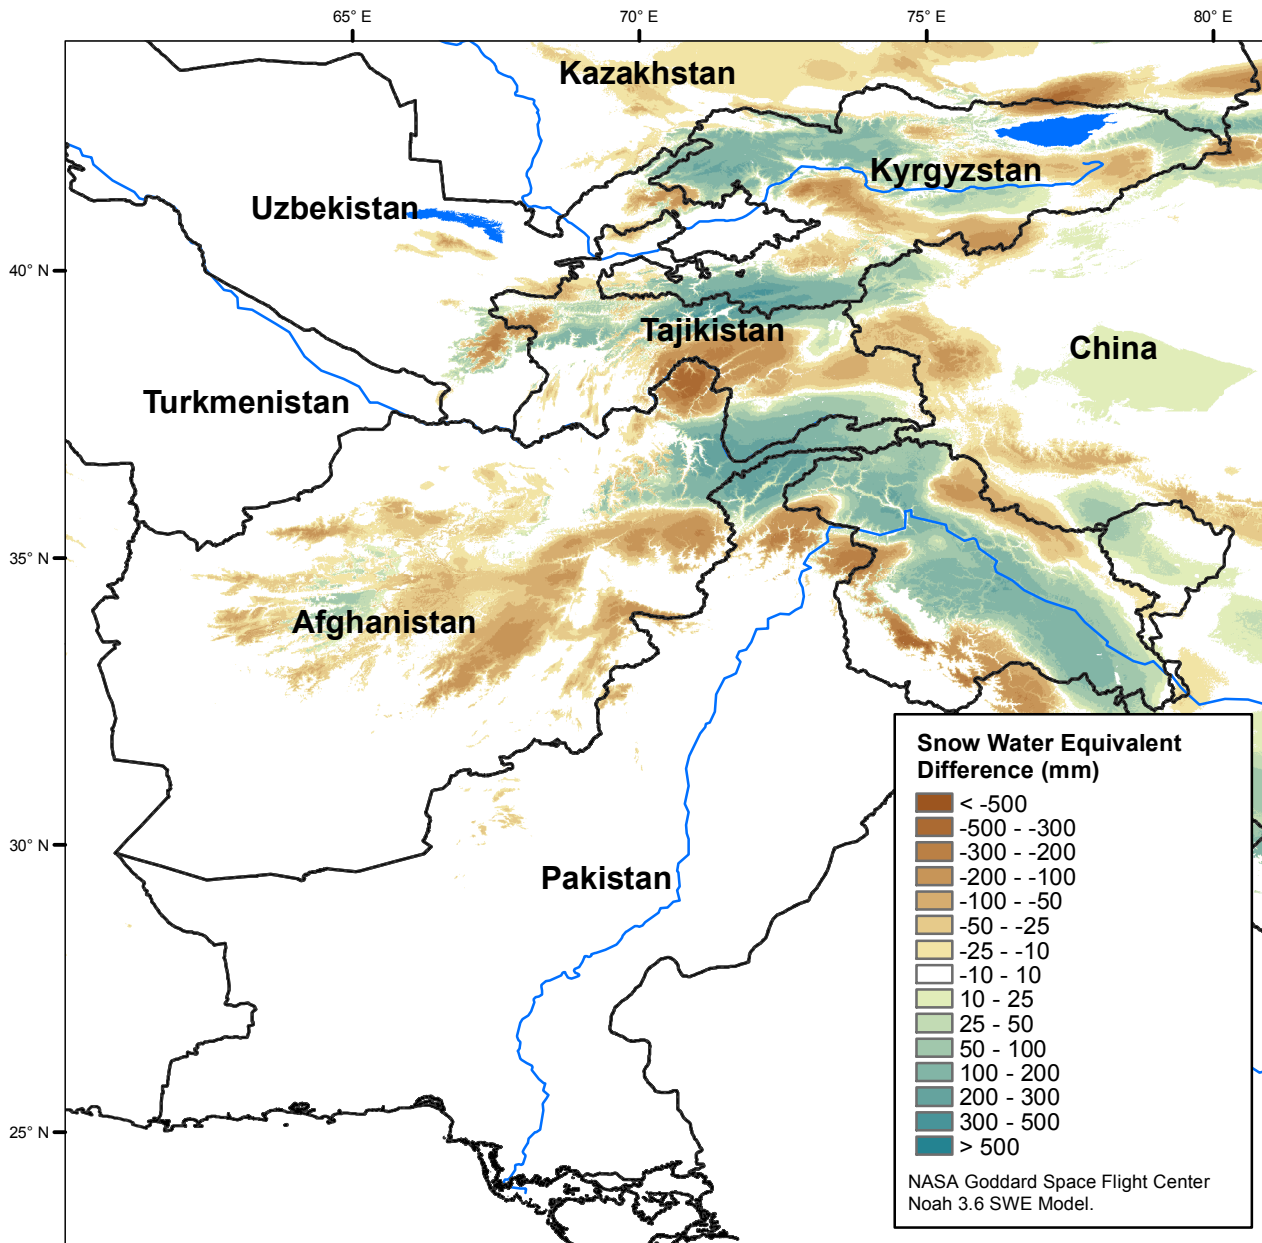 65° E
70° E
75° E
80° E
Kazakhstan
Kyrgyzstan
Uzbekistan
40° N
Tajikistan
China
Turkmenistan
35° N
Afghanistan
Snow Water Equivalent
Difference (mm)
< -500
-500 - -300
-300 - -200
-200 - -100
-100 - -50
-50 - -25
-25 - -10
-10 - 10
10 - 25
25 - 50
50 - 100
100 - 200
200 - 300
300 - 500
> 500
NASA Goddard Space Flight Center
Noah 3.6 SWE Model.
30° N
Pakistan
25° N